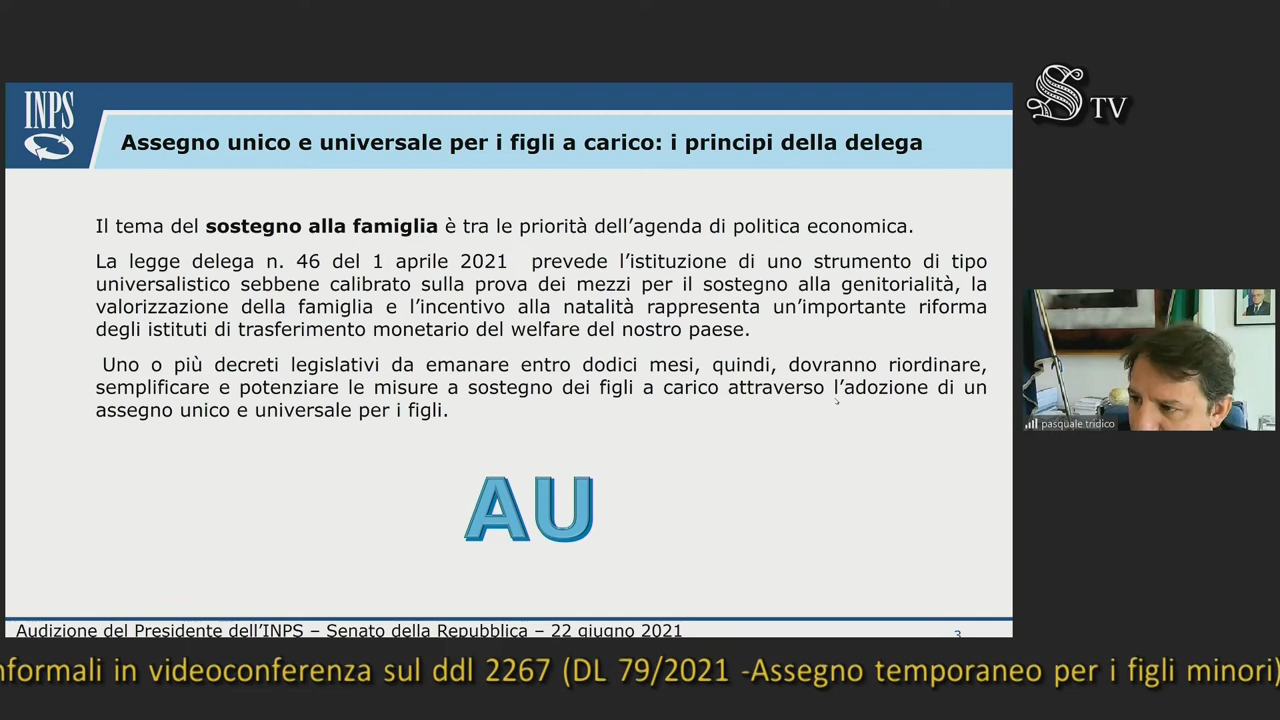 INPS
S TV
Assegno unico e universale per i figli a carico: i principi della delega
Il tema del sostegno alla famiglia è tra le priorità dell’agenda di politica economica.
La legge delega n. 46 del 1 aprile 2021 prevede l’istituzione di uno strumento di tipo
universalistico sebbene calibrato sulla prova dei mezzi per il sostegno alla genitorialità, la
valorizzazione della famiglia e l’incentivo alla natalità rappresenta un’importante riforma
degli istituti di trasferimento monetario del welfare del nostro paese.
Uno o più decreti legislativi da emanare entro dodici mesi, quindi, dovranno riordinare,
semplificare e potenziare le misure a sostegno dei figli a carico attraverso l’adozione di un
assegno unico e universale per i figli.
pasquale tridico
AU
Audizione del Presidente dell’INPS – Senato della Repubblica – 22 giugno 2021
3
nformali in videoconferenza sul ddl 2267 (DL 79/2021 -Assegno temporaneo per i figli minori)